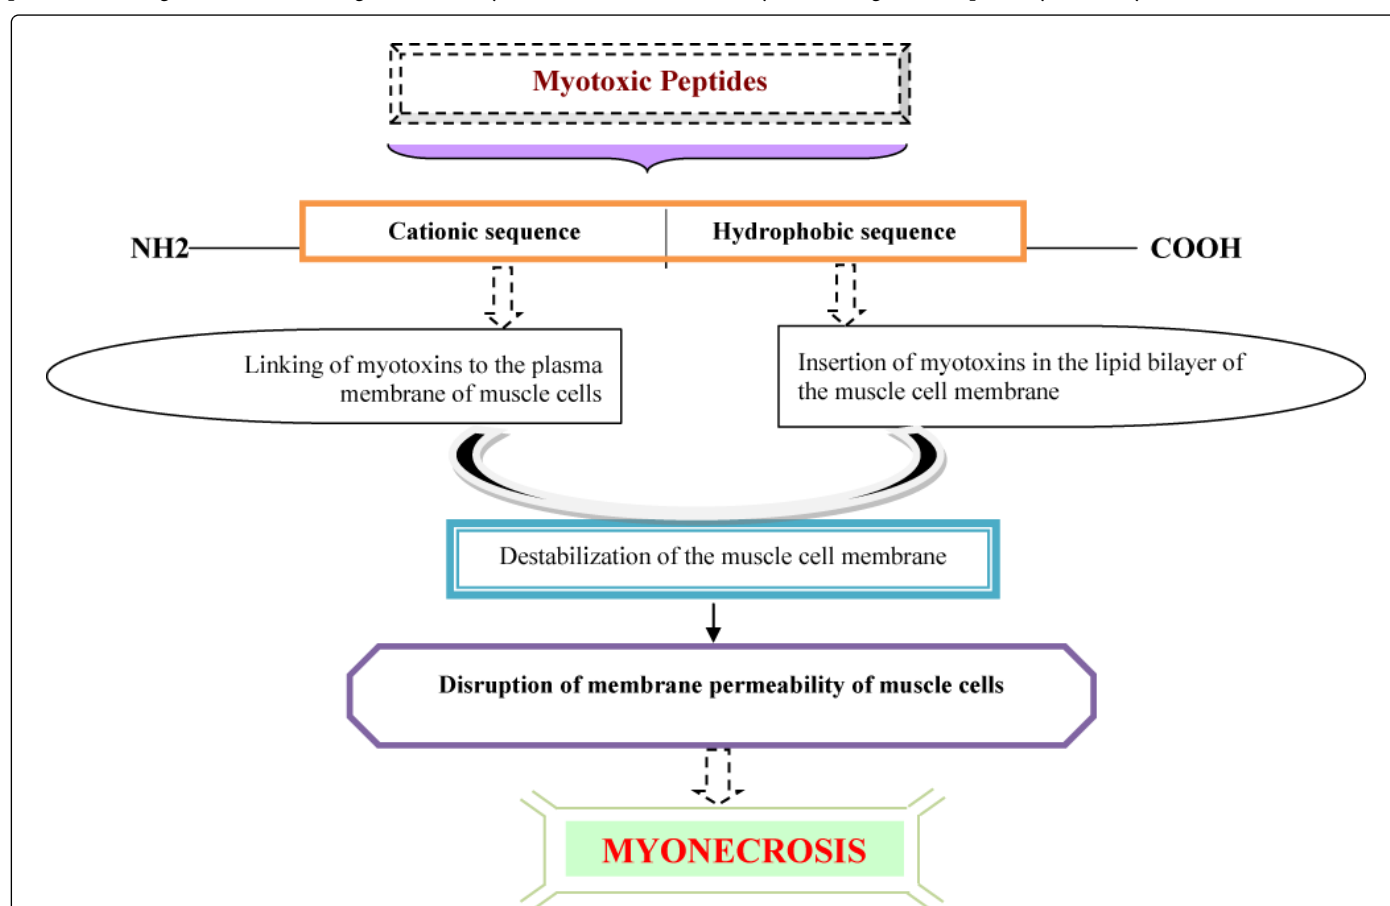 Myotoxic Peptides
NH2
Cationic sequence
Hydrophobic sequence
COOH
Linking of myotoxins to the plasma
membrane of muscle cells
Insertion of myotoxins in the lipid bilayer of
the muscle cell membrane
Destabilization of the muscle cell membrane
Disruption of membrane permeability of muscle cells
MYONECROSIS